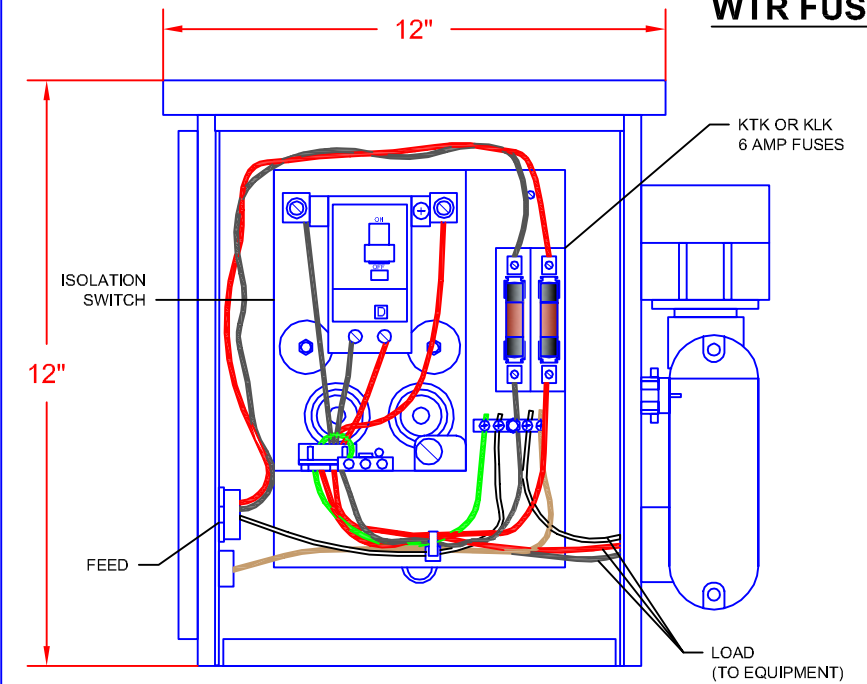 WTR FUS
12"
KTK OR KLK
6 AMP FUSES
ON
OFF
D
ISOLATION
SWITCH
12"
FEED
LOAD
(TO EQUIPMENT)